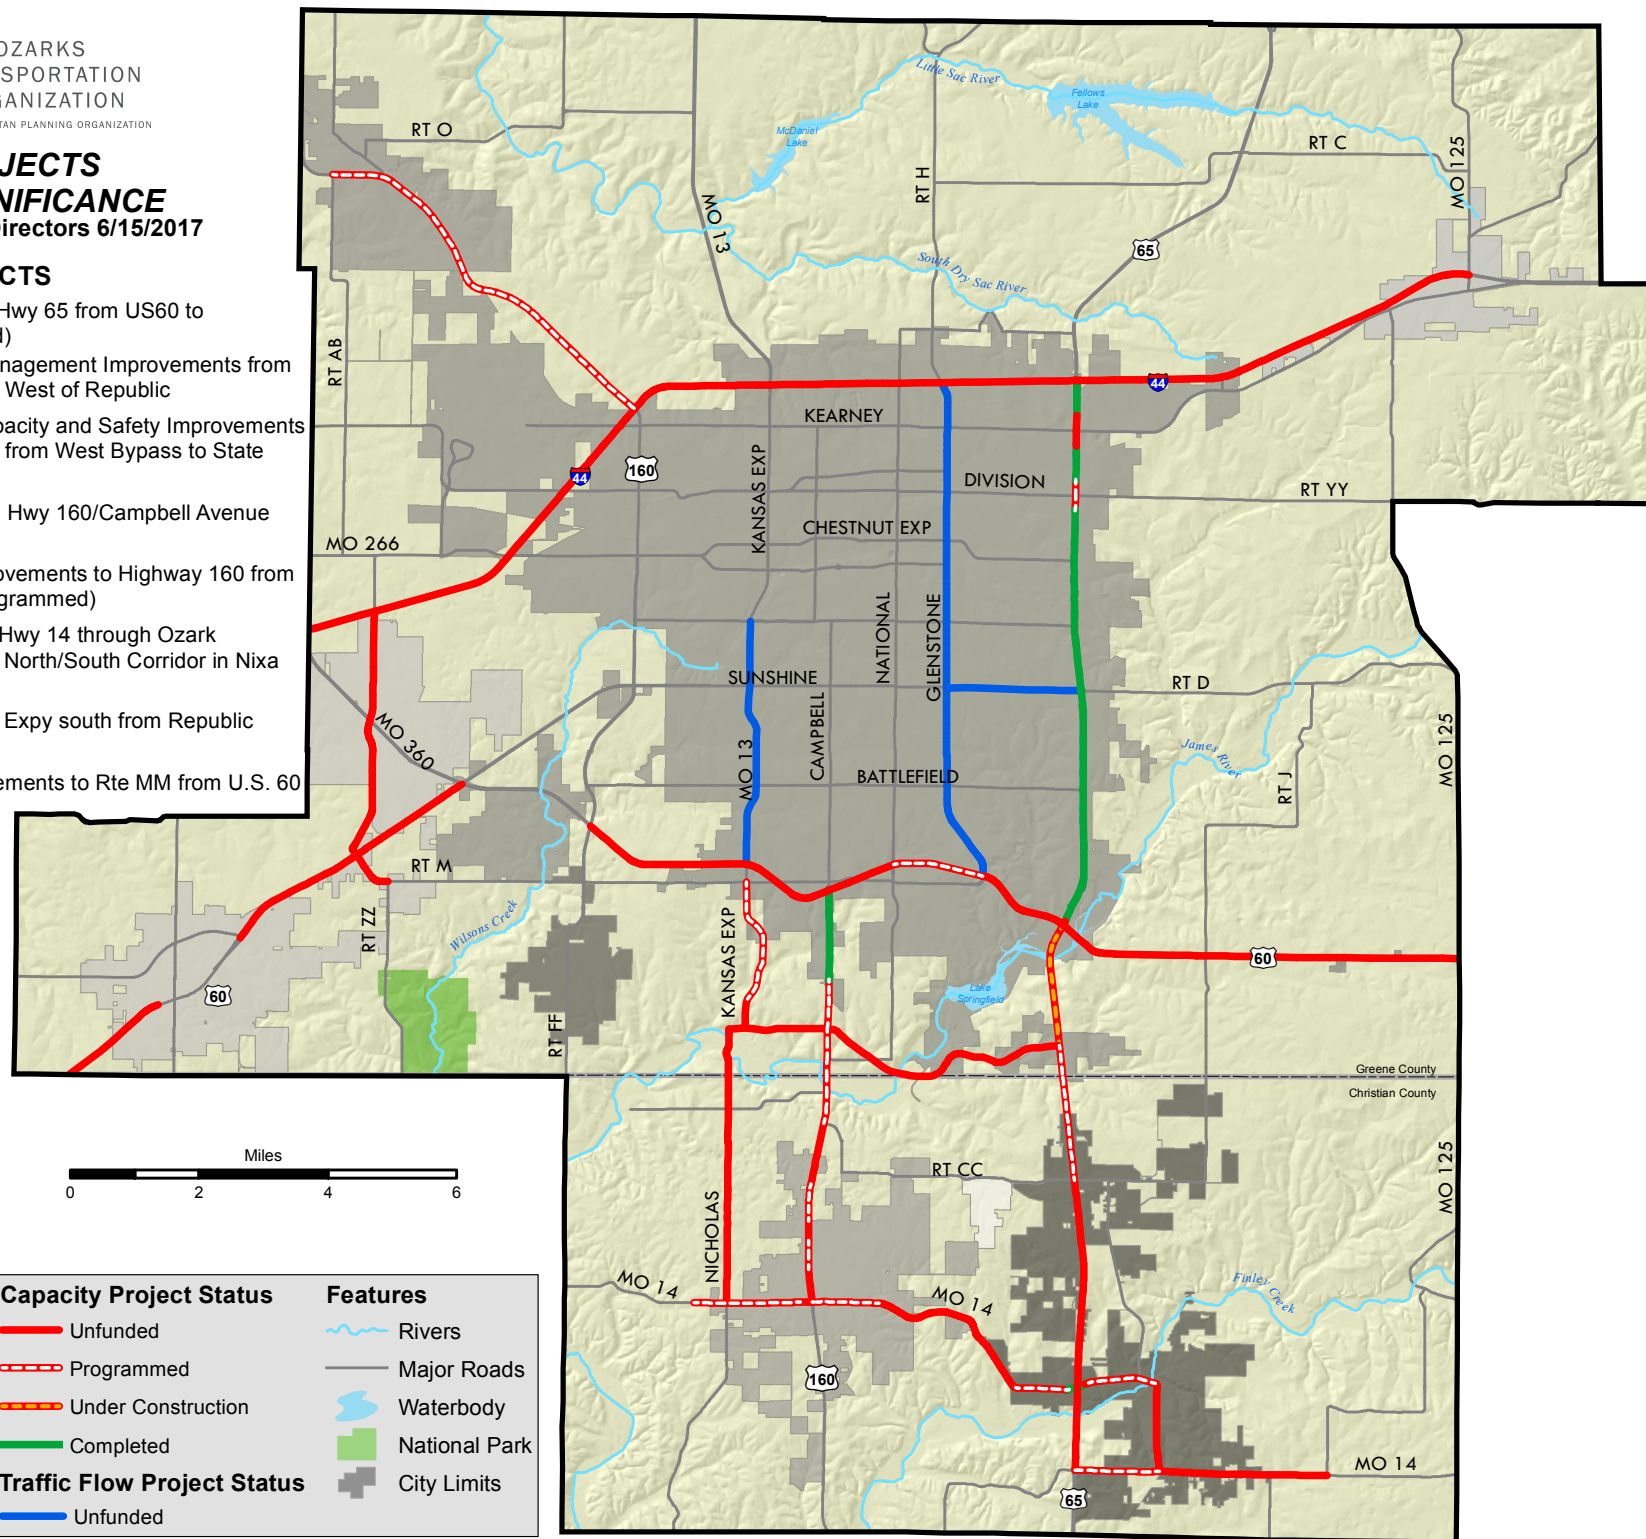 OZARKS
NSPORTATION
GANIZATION
TAN PLANNING ORGANIZATION
JECTS
NIFICANCE
Directors 6/15/2017
CTS
Hwy 65 from US60 to
d)
nagement Improvements from
West of Republic
pacity and Safety Improvements
from West Bypass to State
Hwy 160/Campbell Avenue
ovements to Highway 160 from
grammed)
Hwy 14 through Ozark
North/South Corridor in Nixa
Expy south from Republic
ements to Rte MM from U.S. 60
RT O
Little Sac River
Fellows
Lake
McDaniel
Lake
RT C
MO 125
RT H
MO 13
65
South Dry Sac River
RT AB
44
KEARNEY
KANSAS EXP
160
44
DIVISION
RT YY
CHESTNUT EXP
MO 266
NATIONAL
GLENSTONE
SUNSHINE
RT D
CAMPBELL
MO 360
MO 13
BATTLEFIELD
James River
RT J
MO 125
RT M
RT ZZ
Wilsons Creek
KANSAS EXP
60
60
Lake
Springfield
RT FF
Greene County
Christian County
Miles
0 2 4 6
RT CC
MO 125
NICHOLAS
MO 14
MO 14
Finley Creek
160
MO 14
65
Capacity Project Status
Unfunded
Programmed
Under Construction
Completed
Traffic Flow Project Status
Unfunded
Features
Rivers
Major Roads
Waterbody
National Park
City Limits